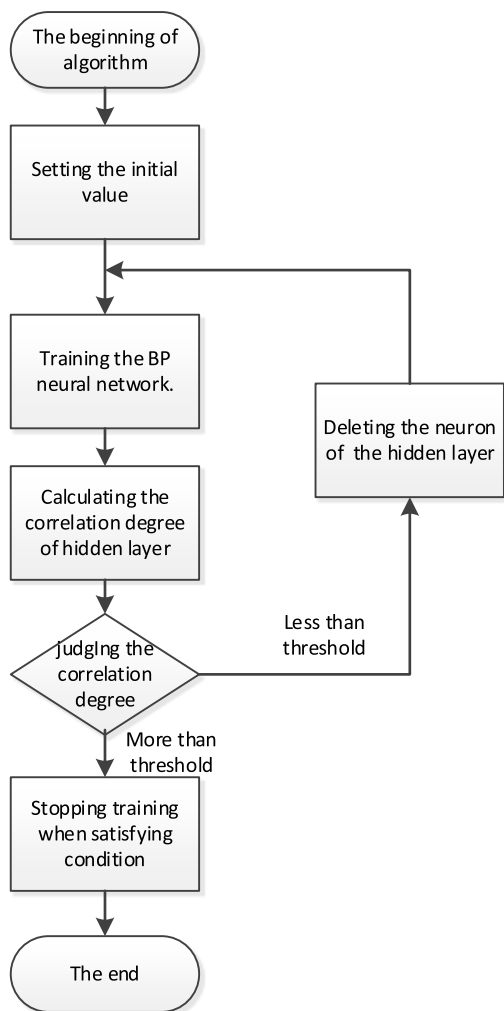 The beginning of
algorithm
Setting the initial
value
Training the BP
neural network.
Deleting the neuron
of the hidden layer
Calculating the
correlation degree
of hidden layer
Less than
threshold
judgIng the
correlation
degree
More than
threshold
Stopping training
when satisfying
condition
The end